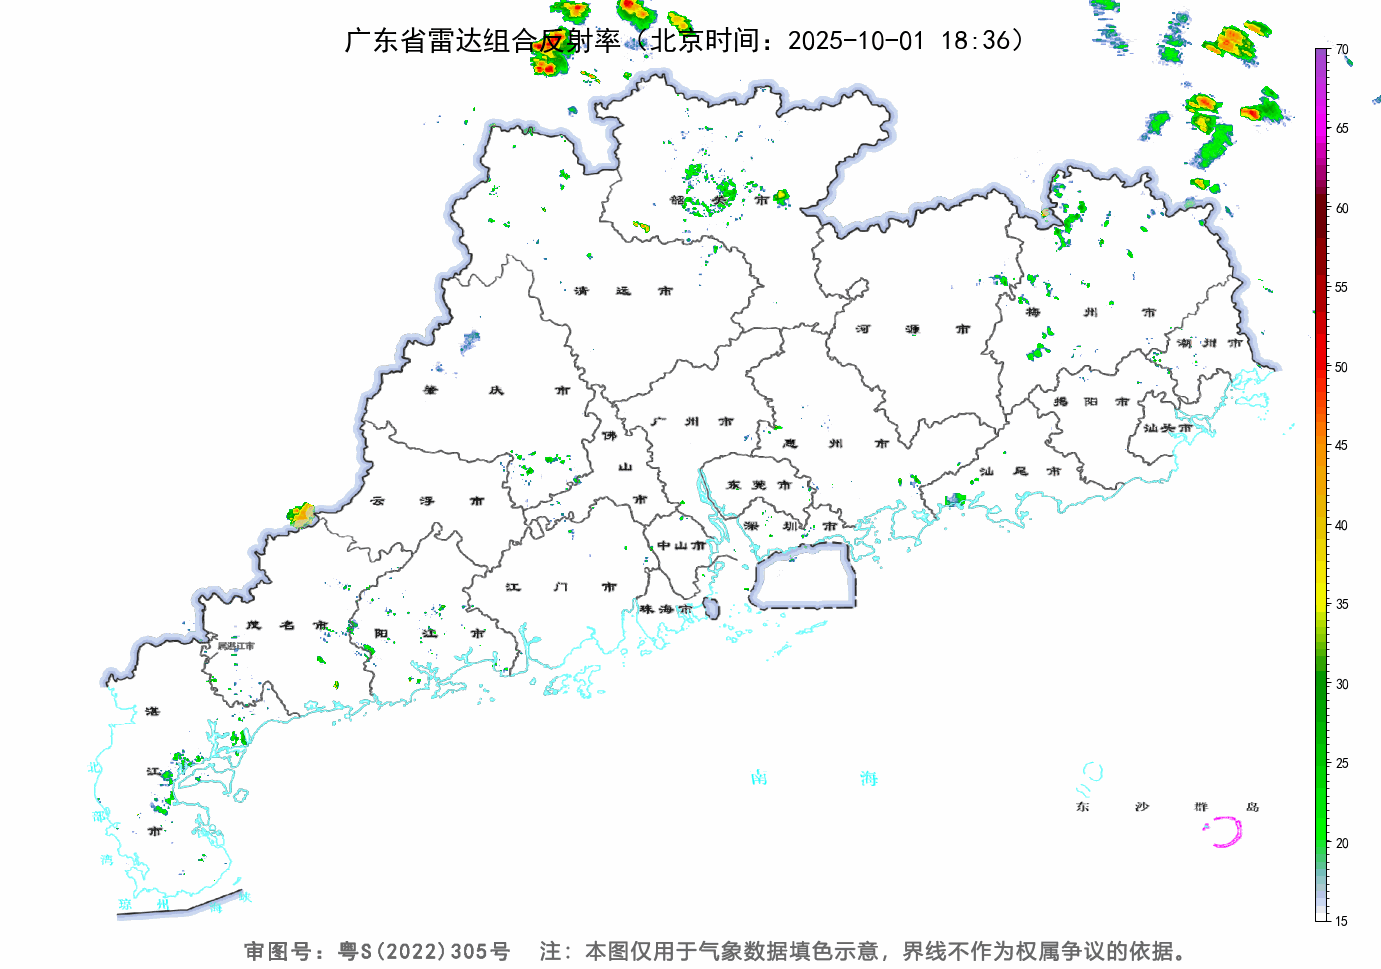 广东省雷达组合反射率（北京时间：2025-10-01 18:36）
70
65
60
55
50
45
40
35
30
25
20
15
韶关市
清远市
河源市
梅州市
潮州市
肇庆市
广州市
佛山市
惠州市
揭阳市
汕头市
汕尾市
云浮市
东莞市
深圳市
中山市
江门市
珠海市
茂名市
阳江市
属湛江市
湛江市
北部湾
琼州海峡
南海
东沙群岛
审图号：粤S(2022)305号 注：本图仅用于气象数据填色示意，界线不作为权属争议的依据。